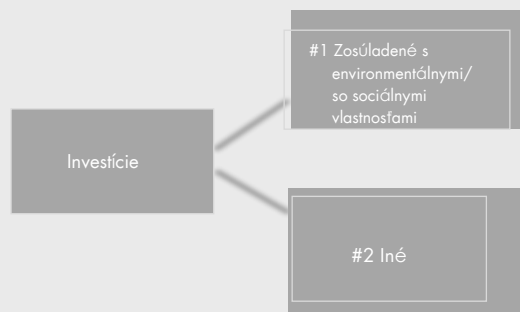 #1 Zosúladené s
environmentálnymi/
so sociálnymi
vlastnosťami
Investície
#2 Iné